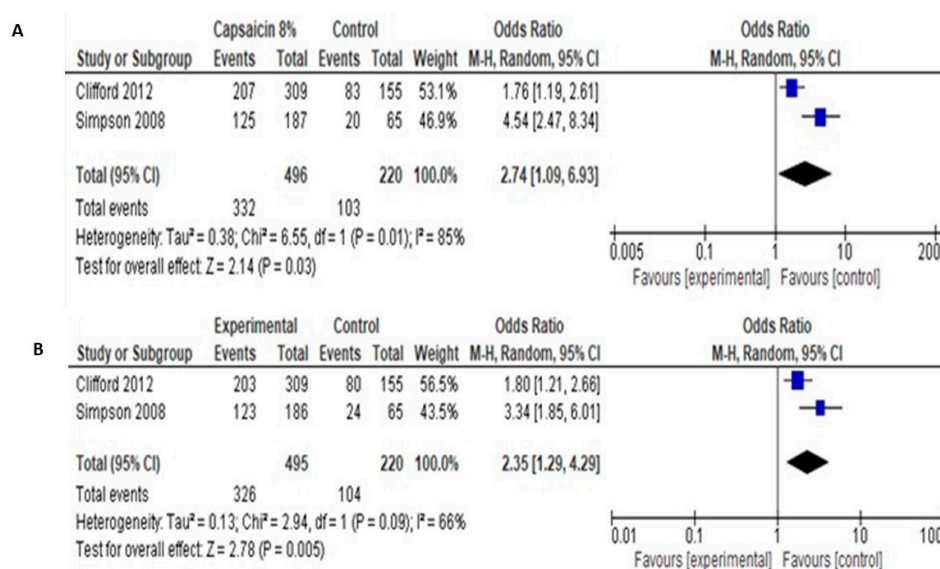 A
Capsaicin 8% Control Odds Ratio Odds Ratio
Study or Subgroup Events Total Events Total Weight M-H, Random, 95% CI M-H, Random, 95% CI
Clifford 2012 207 309 83 155 53.1% 1.76 [1.19, 2.61]
Simpson 2008 125 187 20 65 46.9% 4.54 [2.47, 8.34]
Total (95% CI) 496 220 100.0% 2.74 [1.09, 6.93]
Total events 332 103
Heterogeneity: Tau² = 0.38; Chi² = 6.55, df = 1 (P = 0.01); I² = 85%
Test for overall effect: Z = 2.14 (P = 0.03)
0.005 0.1 1 10 200
Favours [experimental] Favours [control]
B
Experimental Control Odds Ratio Odds Ratio
Study or Subgroup Events Total Events Total Weight M-H, Random, 95% CI M-H, Random, 95% CI
Clifford 2012 203 309 80 155 56.5% 1.80 [1.21, 2.66]
Simpson 2008 123 186 24 65 43.5% 3.34 [1.85, 6.01]
Total (95% CI) 495 220 100.0% 2.35 [1.29, 4.29]
Total events 326 104
Heterogeneity: Tau² = 0.13; Chi² = 2.94, df = 1 (P = 0.09); I² = 66%
Test for overall effect: Z = 2.78 (P = 0.005)
0.01 0.1 1 10 100
Favours [experimental] Favours [control]